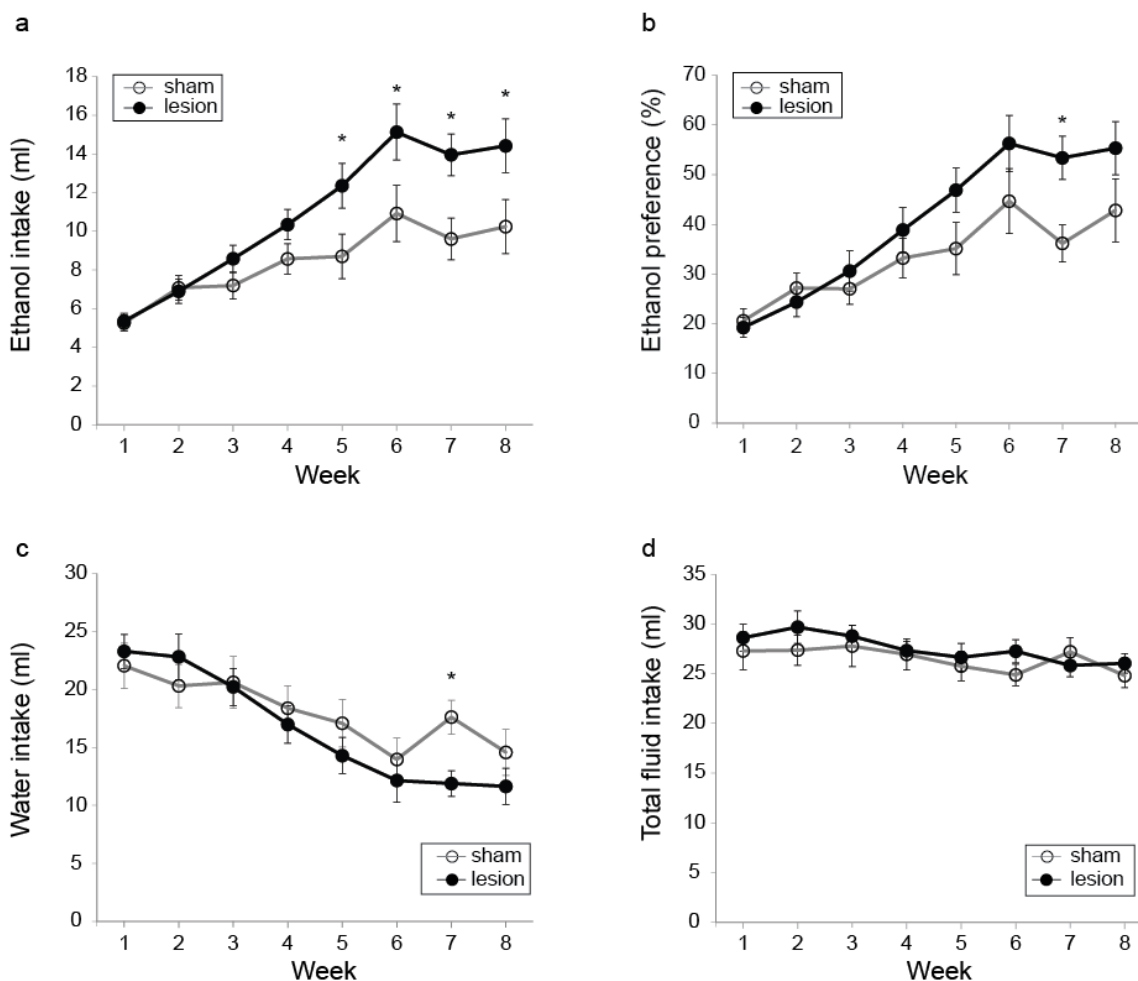 a
sham
lesion
Ethanol intake (ml)
18
16
14
12
10
8
6
4
2
0
* * * *
1 2 3 4 5 6 7 8
Week
b
sham
lesion
Ethanol preference (%)
70
60
50
40
30
20
10
0
*
1 2 3 4 5 6 7 8
Week
c
Water intake (ml)
30
25
20
15
10
5
0
*
sham
lesion
1 2 3 4 5 6 7 8
Week
d
Total fluid intake (ml)
35
30
25
20
15
10
5
0
sham
lesion
1 2 3 4 5 6 7 8
Week